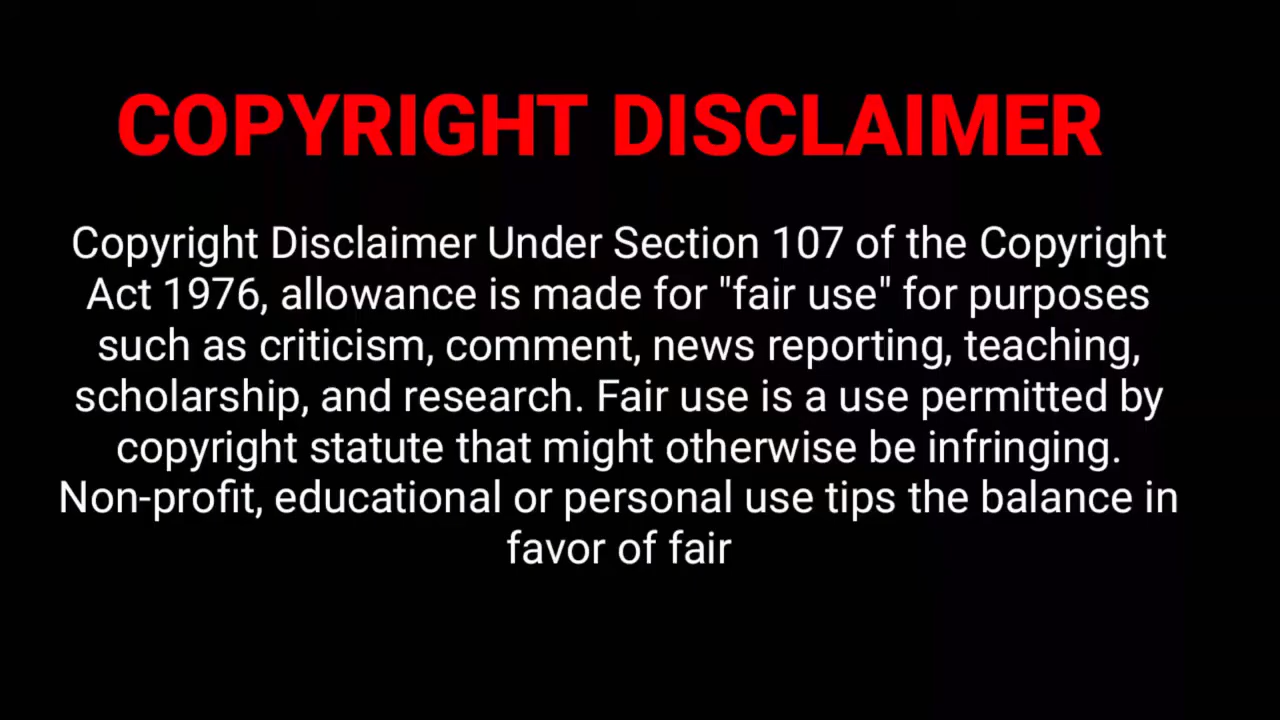 COPYRIGHT DISCLAIMER
Copyright Disclaimer Under Section 107 of the Copyright
Act 1976, allowance is made for "fair use" for purposes
such as criticism, comment, news reporting, teaching,
scholarship, and research. Fair use is a use permitted by
copyright statute that might otherwise be infringing.
Non-profit, educational or personal use tips the balance in
favor of fair